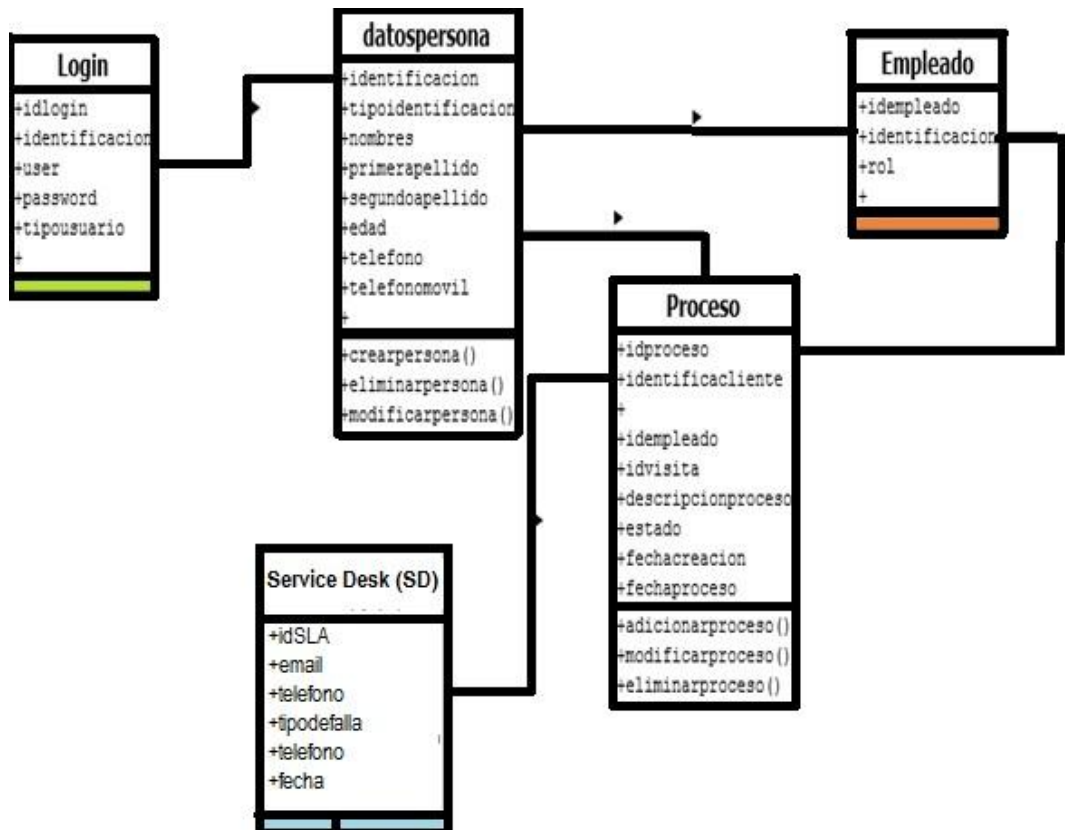 Login
+idlogin
+identificacion
+user
+password
+tipousuario
+
datospersona
+identificacion
+tipoidentificacion
+nombres
+primerapellido
+segundoapellido
+edad
+telefono
+telefonomovil
+
+crearpersona()
+eliminarpersona()
+modificarpersona()
Empleado
+idempleado
+identificacion
+rol
+
Proceso
+idproceso
+identificacliente
+
+idempleado
+idvisita
+descripcionproceso
+estado
+fechacreacion
+fechaproceso
+adicionarproceso()
+modificarproceso()
+eliminarproceso()
Service Desk (SD)
+idSLA
+email
+telefono
+tipodefalla
+telefono
+fecha